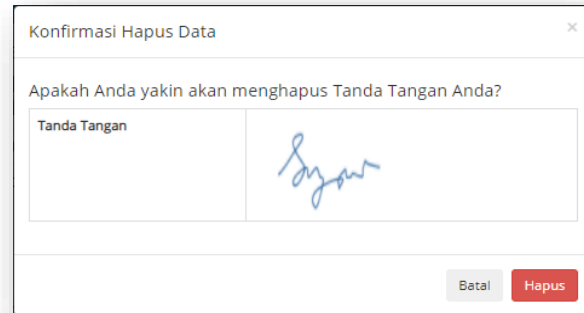 Konfirmasi Hapus Data ×
Apakah Anda yakin akan menghapus Tanda Tangan Anda?
Tanda Tangan
Batal Hapus